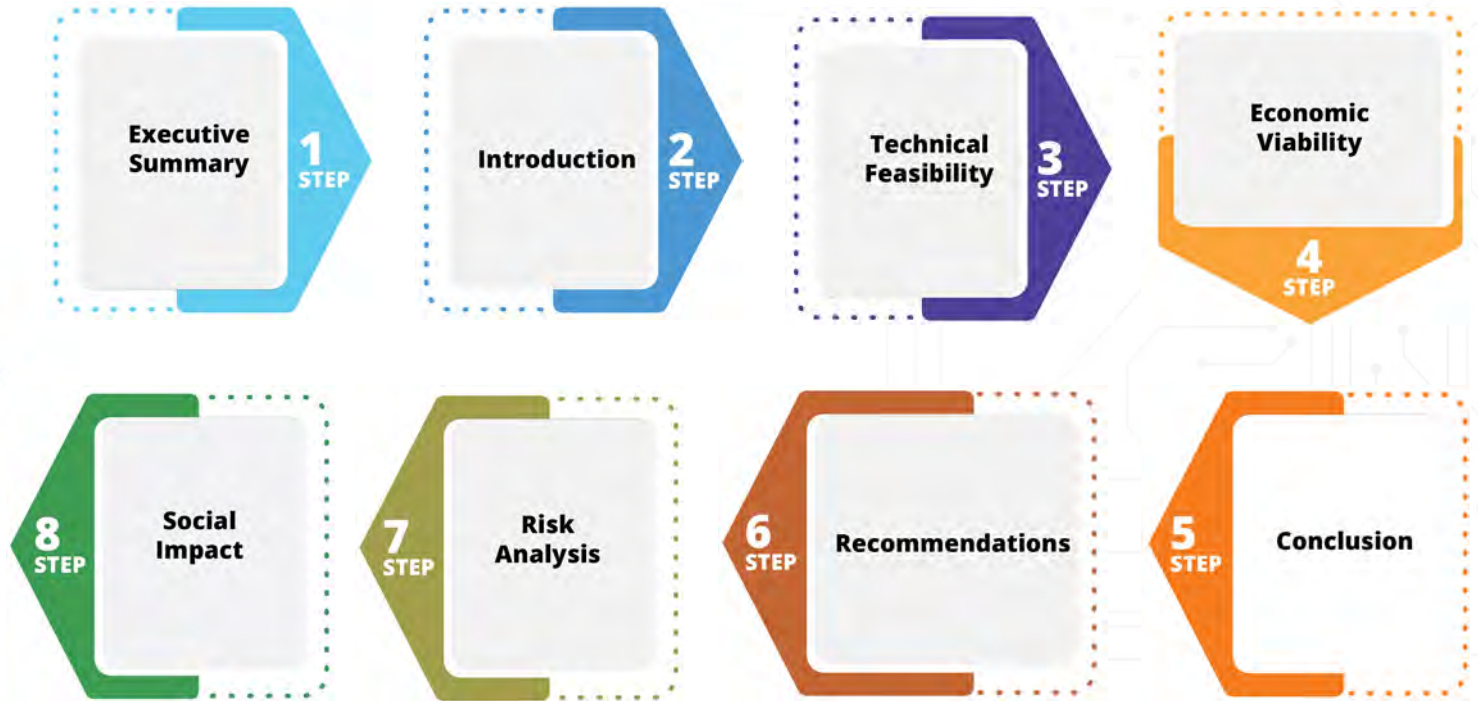 Executive
Summary
1
STEP
Introduction
2
STEP
Technical
Feasibility
3
STEP
Economic
Viability
4
STEP
5
STEP
Conclusion
6
STEP
Recommendations
7
STEP
Risk
Analysis
8
STEP
Social
Impact